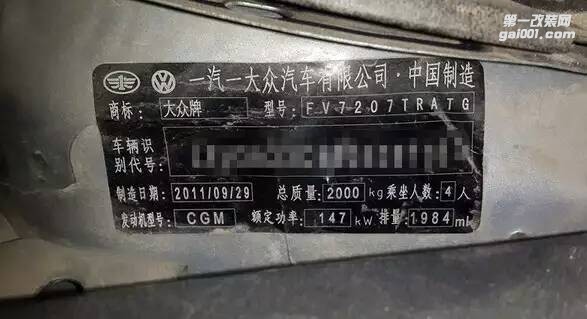 第一改装网
gai001.com
一汽一大众汽车有限公司·中国制造
商标: 大众牌 型号: FV7207TRATG
车辆识
别代号:
制造日期: 2011/09/29 总质量: 2000 kg 乘坐人数: 4 人
发动机型号: CGM 额定功率: 147 kW 排量: 1984 ml